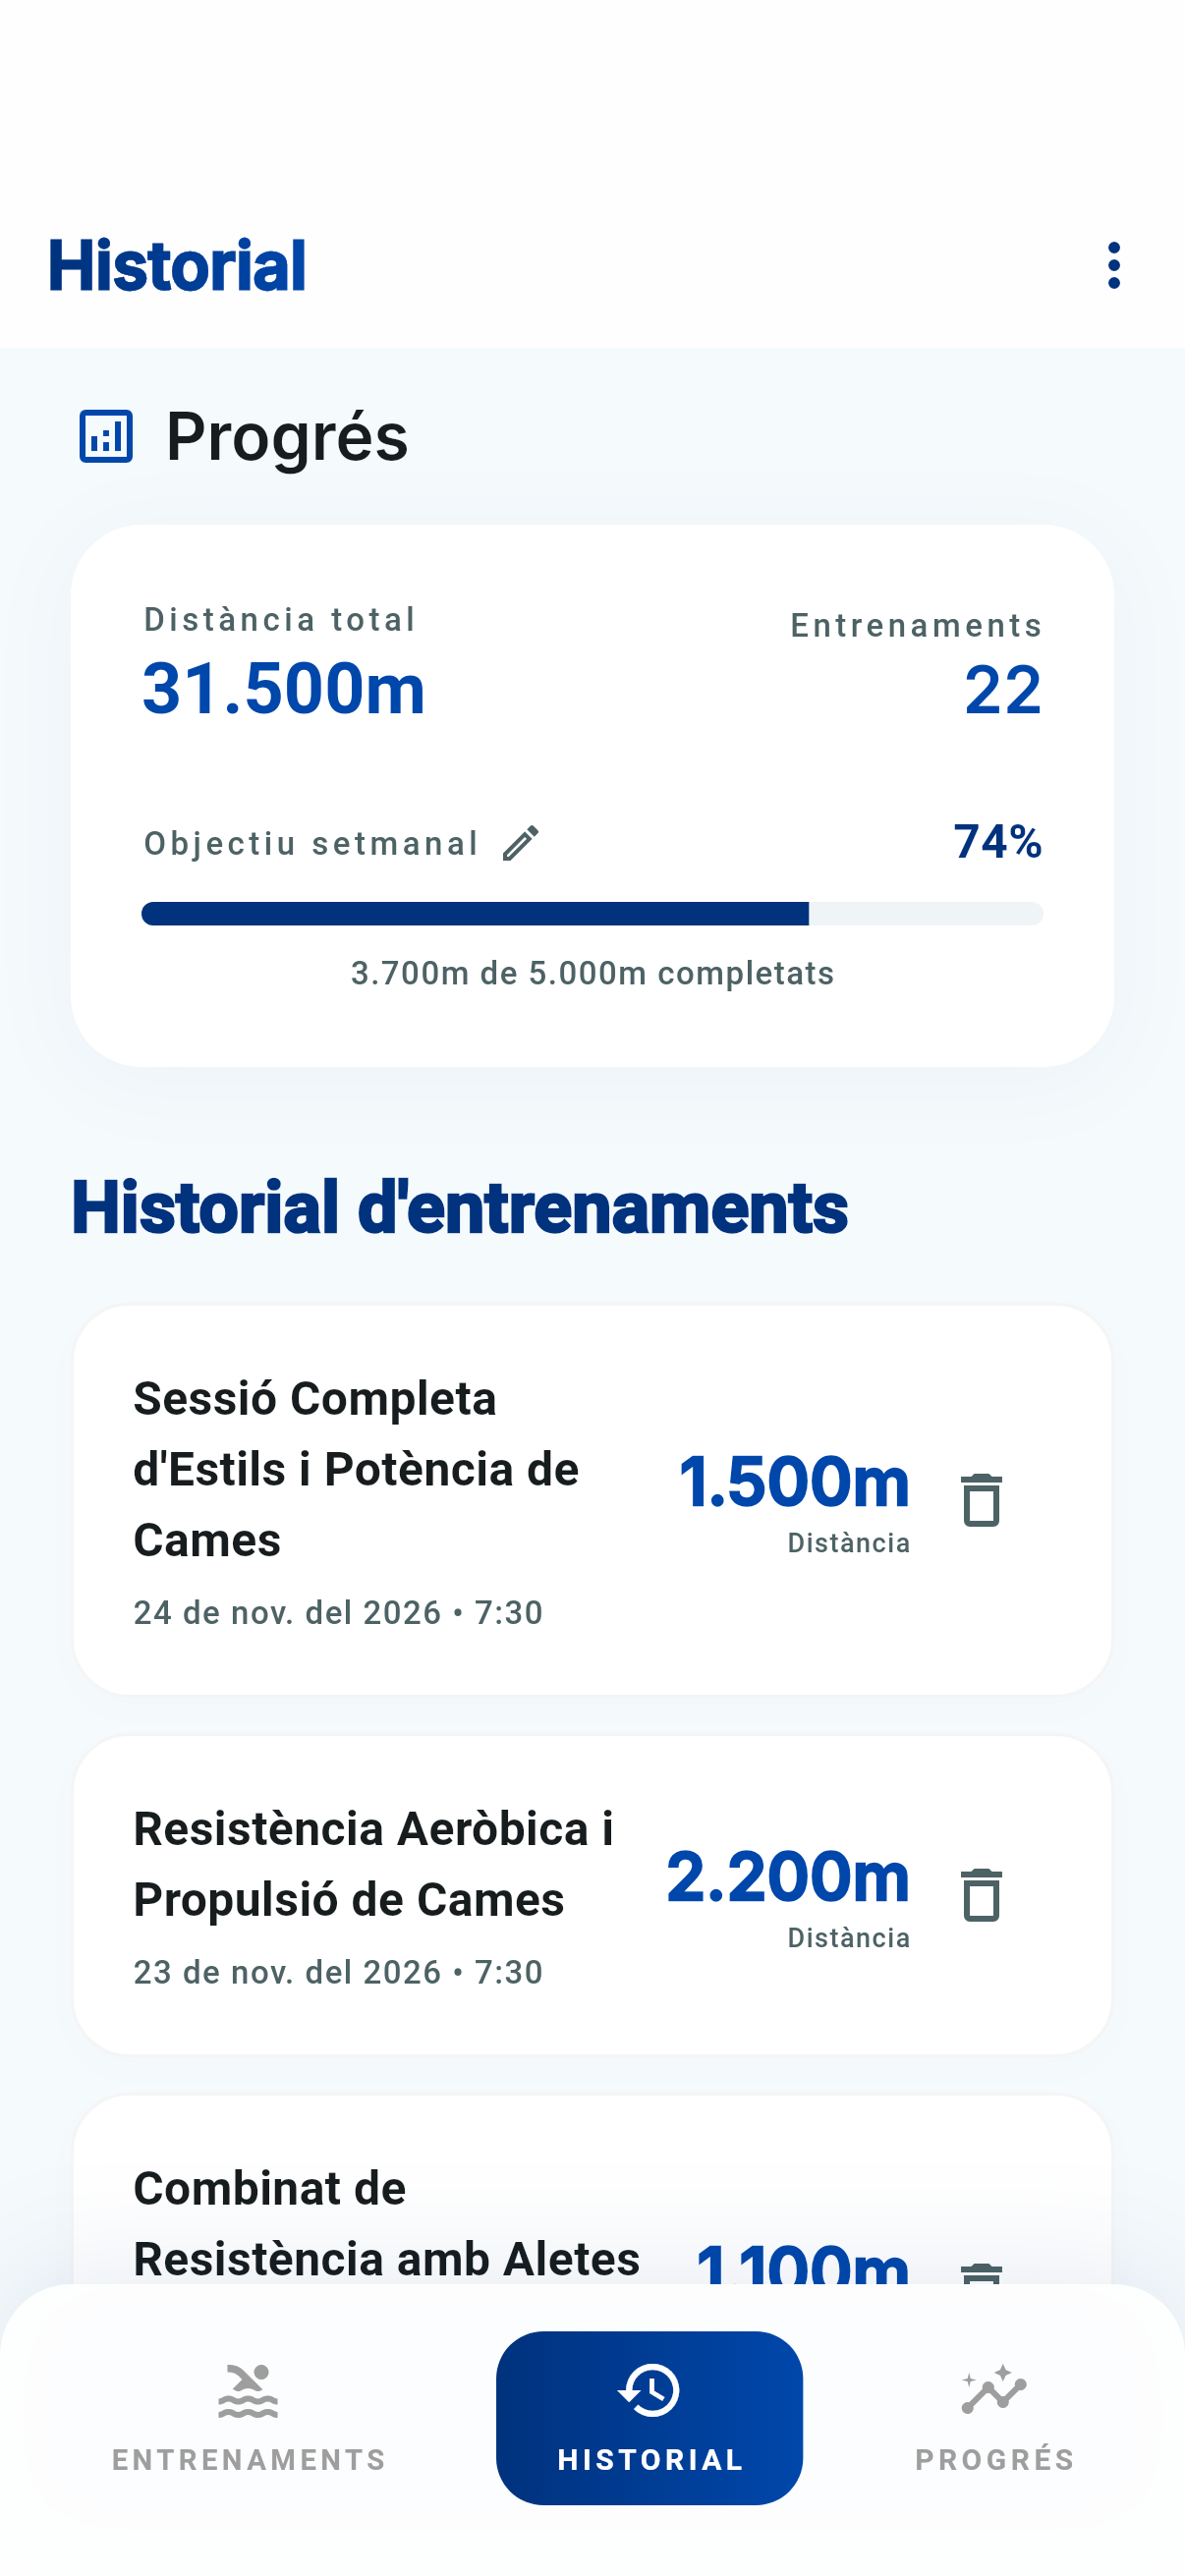 Historial
Progrés
Distància total
31.500m
Entrenaments
22
Objectiu setmanal
74%
3.700m de 5.000m completats
Historial d'entrenaments
Sessió Completa
d'Estils i Potència de
Cames
24 de nov. del 2026 • 7:30
1.500m
Distància
Resistència Aeròbica i
Propulsió de Cames
23 de nov. del 2026 • 7:30
2.200m
Distància
Combinat de
Resistència amb Aletes
1.100m
ENTRENAMENTS
HISTORIAL
PROGRÉS